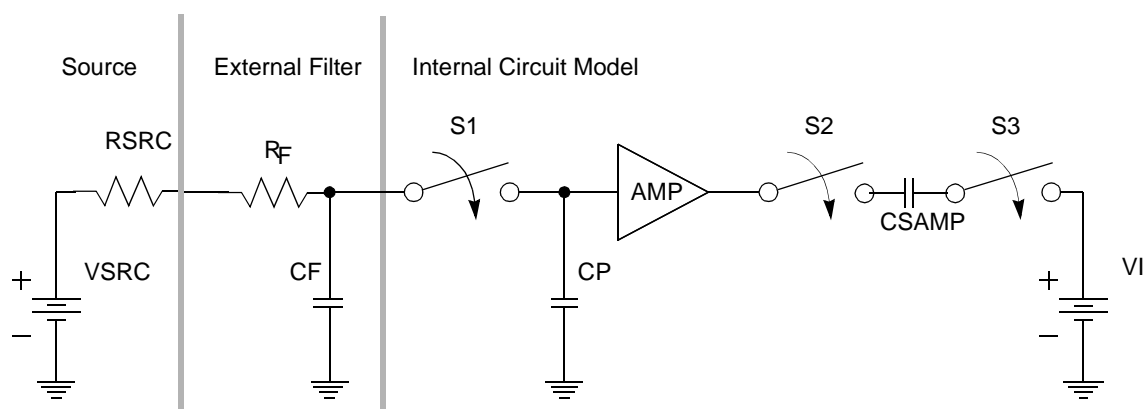 Source
External Filter
Internal Circuit Model
RSRC
RF
S1
S2
S3
AMP
CSAMP
VSRC
CF
CP
VI
+
−
+
−